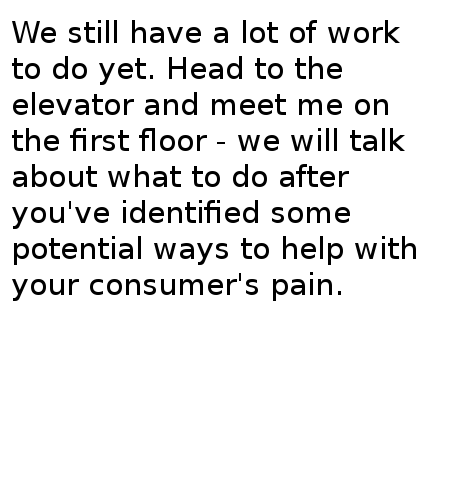 We still have a lot of work
to do yet. Head to the
elevator and meet me on
the first floor - we will talk
about what to do after
you've identified some
potential ways to help with
your consumer's pain.